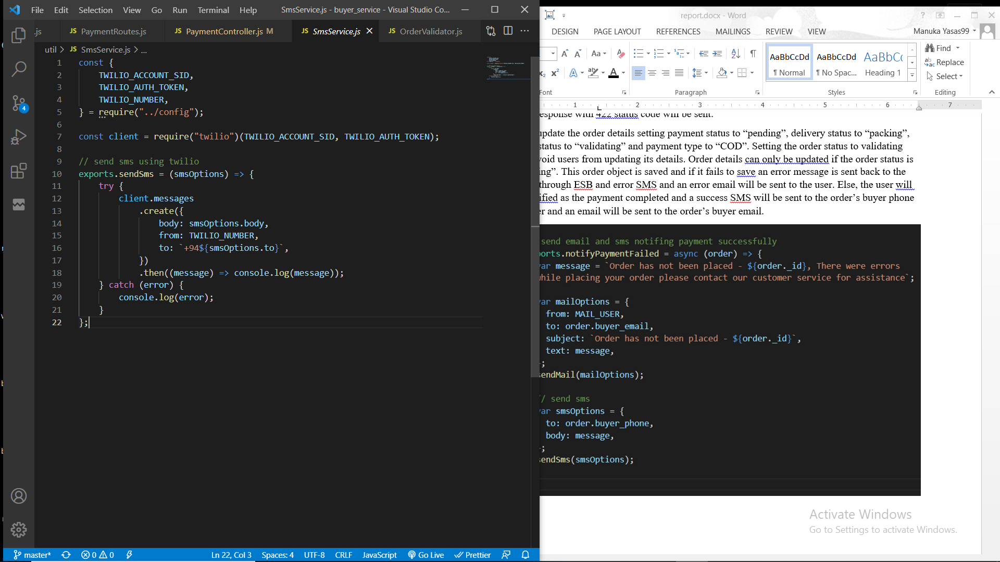 File Edit Selection View Go Run Terminal Help SmsService.js - buyer_service - Visual Studio Co...
.js JS PaymentRoutes.js JS PaymentController.js M JS SmsService.js JS OrderValidator.js
util > JS SmsService.js > ...
1 const {
2 TWILIO_ACCOUNT_SID,
3 TWILIO_AUTH_TOKEN,
4 TWILIO_NUMBER,
5 } = require("../config");
6
7 const client = require("twilio")(TWILIO_ACCOUNT_SID, TWILIO_AUTH_TOKEN);
8
9 // send sms using twilio
10 exports.sendSms = (smsOptions) => {
11 try {
12 client.messages
13 .create({
14 body: smsOptions.body,
15 from: TWILIO_NUMBER,
16 to: `+94${smsOptions.to}`,
17 })
18 .then((message) => console.log(message));
19 } catch (error) {
20 console.log(error);
21 }
22 };
4
master* 0 0 Ln 22, Col 3 Spaces: 4 UTF-8 CRLF JavaScript Go Live Prettier
report.docx - Word
DESIGN PAGE LAYOUT REFERENCES MAILINGS REVIEW VIEW Manuka Yasas99
AaBbCcDd AaBbCcDd AaBbC
¶ Normal ¶ No Spac... Heading 1
Find
Replace
Select
Font Paragraph Styles Editing
1 2 3 4 5 6 7
esponse with 422 status code will be sent.
update the order details setting payment status to “pending”, delivery status to “packing”,
status to “validating” and payment type to “COD”. Setting the order status to validating
void users from updating its details. Order details can only be updated if the order status is
ing”. This order object is saved and if it fails to save an error message is sent back to the
through ESB and error SMS and an error email will be sent to the user. Else, the user will
ified as the payment completed and a success SMS will be sent to the order’s buyer phone
er and an email will be sent to the order’s buyer email.
send email and sms notifing payment successfully
ports.notifyPaymentFailed = async (order) => {
var message = `Order has not been placed - ${order._id}, There were errors
while placing your order please contact our customer service for assistance`;
var mailOptions = {
from: MAIL_USER,
to: order.buyer_email,
subject: `Order has not been placed - ${order._id}`,
text: message,
};
sendMail(mailOptions);
// send sms
var smsOptions = {
to: order.buyer_phone,
body: message,
};
sendSms(smsOptions);
Activate Windows
Go to Settings to activate Windows.